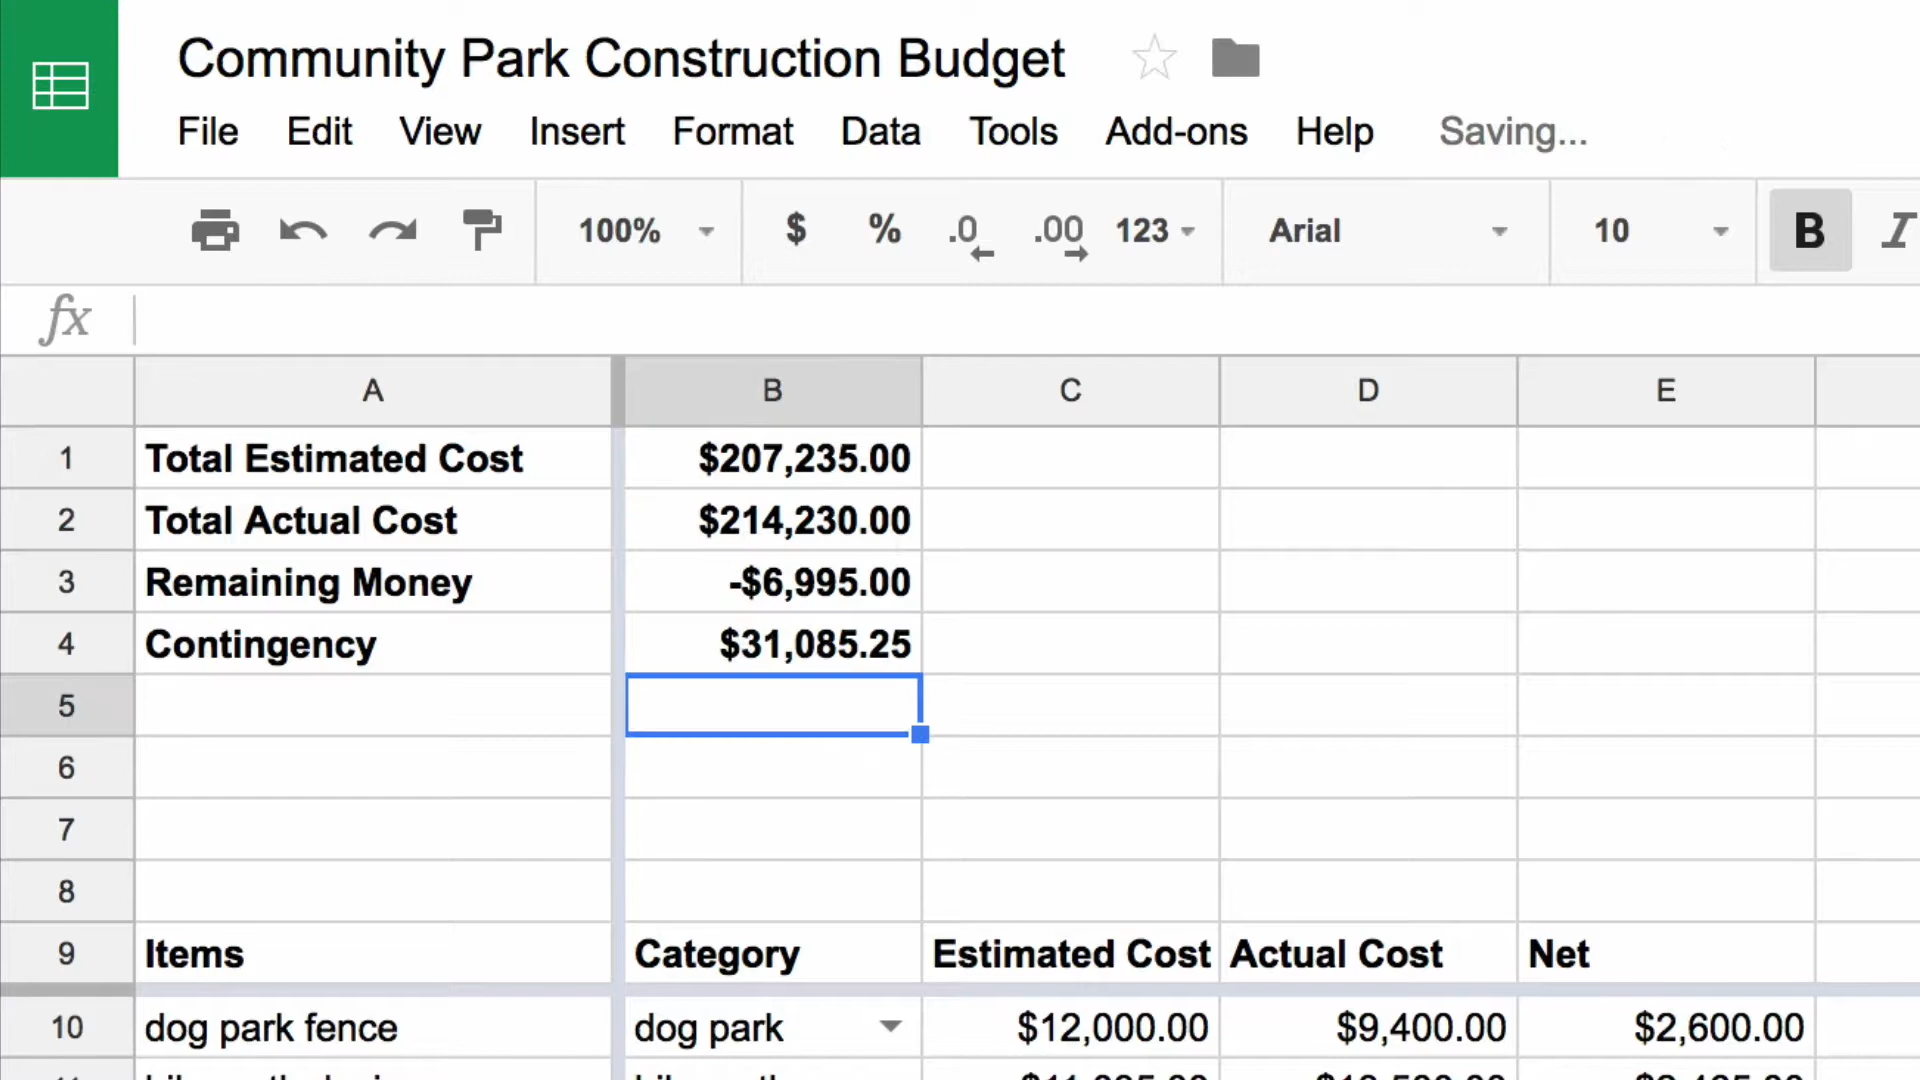 Community Park Construction Budget
File Edit View Insert Format Data Tools Add-ons Help Saving...
100% $ % .0 .00 123 Arial 10 B I
fx
A B C D E
1 Total Estimated Cost $207,235.00
2 Total Actual Cost $214,230.00
3 Remaining Money -$6,995.00
4 Contingency $31,085.25
5
6
7
8
9 Items Category Estimated Cost Actual Cost Net
10 dog park fence dog park $12,000.00 $9,400.00 $2,600.00